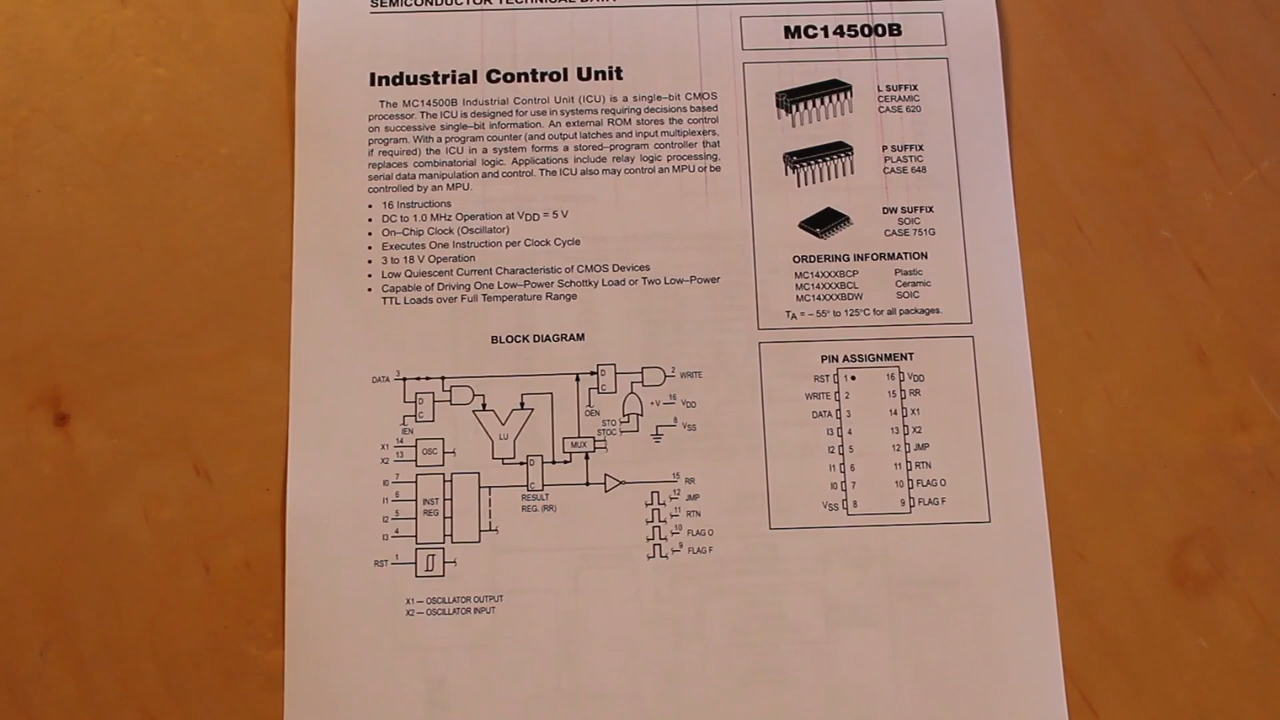 SEMICONDUCTOR TECHNICAL DATA
MC14500B
Industrial Control Unit
The MC14500B Industrial Control Unit (ICU) is a single–bit CMOS
processor. The ICU is designed for use in systems requiring decisions based
on successive single–bit information. An external ROM stores the control
program. With a program counter (and output latches and input multiplexers,
if required) the ICU in a system forms a stored–program controller that
replaces combinatorial logic. Applications include relay logic processing,
serial data manipulation and control. The ICU also may control an MPU or be
controlled by an MPU.
• 16 Instructions
• DC to 1.0 MHz Operation at VDD = 5 V
• On–Chip Clock (Oscillator)
• Executes One Instruction per Clock Cycle
• 3 to 18 V Operation
• Low Quiescent Current Characteristic of CMOS Devices
• Capable of Driving One Low–Power Schottky Load or Two Low–Power
TTL Loads over Full Temperature Range
L SUFFIX
CERAMIC
CASE 620
P SUFFIX
PLASTIC
CASE 648
DW SUFFIX
SOIC
CASE 751G
ORDERING INFORMATION
MC14XXXBCP Plastic
MC14XXXBCL Ceramic
MC14XXXBDW SOIC
TA = – 55° to 125°C for all packages.
BLOCK DIAGRAM
DATA 3
D
C
IEN
LU
D
C
OEN
2 WRITE
+V 16 VDD
8 VSS
STO
STOC
MUX
X1 14
X2 13
OSC
D
C
RESULT
REG. (RR)
I0 7
I1 6
I2 5
I3 4
INST
REG
RST 1
15 RR
12 JMP
11 RTN
10 FLAG O
9 FLAG F
X1 — OSCILLATOR OUTPUT
X2 — OSCILLATOR INPUT
PIN ASSIGNMENT
RST 1 16 VDD
WRITE 2 15 RR
DATA 3 14 X1
I3 4 13 X2
I2 5 12 JMP
I1 6 11 RTN
I0 7 10 FLAG O
VSS 8 9 FLAG F